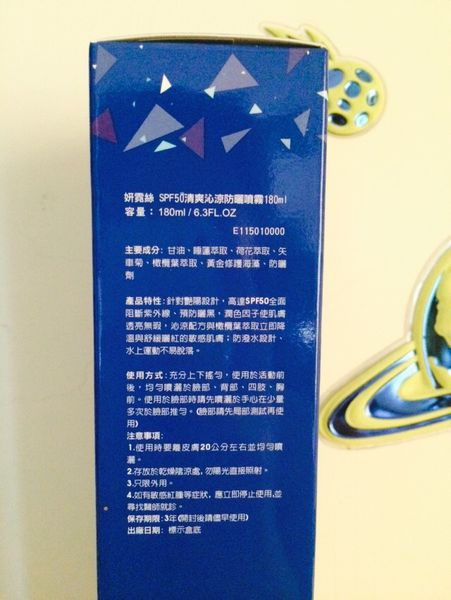 妍霓絲 SPF50清爽沁涼防曬噴霧180ml
容量：180ml / 6.3FL.OZ
E115010000
主要成分: 甘油、睡蓮萃取、荷花萃取、矢
車菊、橄欖葉萃取、黃金修護海藻、防曬
劑
產品特性: 針對艷陽設計，高達SPF50全面
阻斷紫外線、預防曬黑，潤色因子使肌膚
透亮無暇，沁涼配方與橄欖葉萃取立即降
溫與舒緩曬紅的敏感肌膚；防潑水設計、
水上運動不易脫落。
使用方式: 充分上下搖勻，使用於活動前
後，均勻噴灑於臉部、背部、四肢、胸
前。使用於臉部時請先噴灑於手心在少量
多次於臉部推勻。(臉部請先局部測試再使
用)
注意事項:
1.使用時要離皮膚20公分左右並均勻噴
灑。
2.存放於乾燥陰涼處, 勿陽光直接照射。
3.只限外用。
4.如有敏感紅腫等症狀, 應立即停止使用,並
尋找醫師就診。
保存期限: 3年(開封後請儘早使用)
出廠日期: 標示盒底